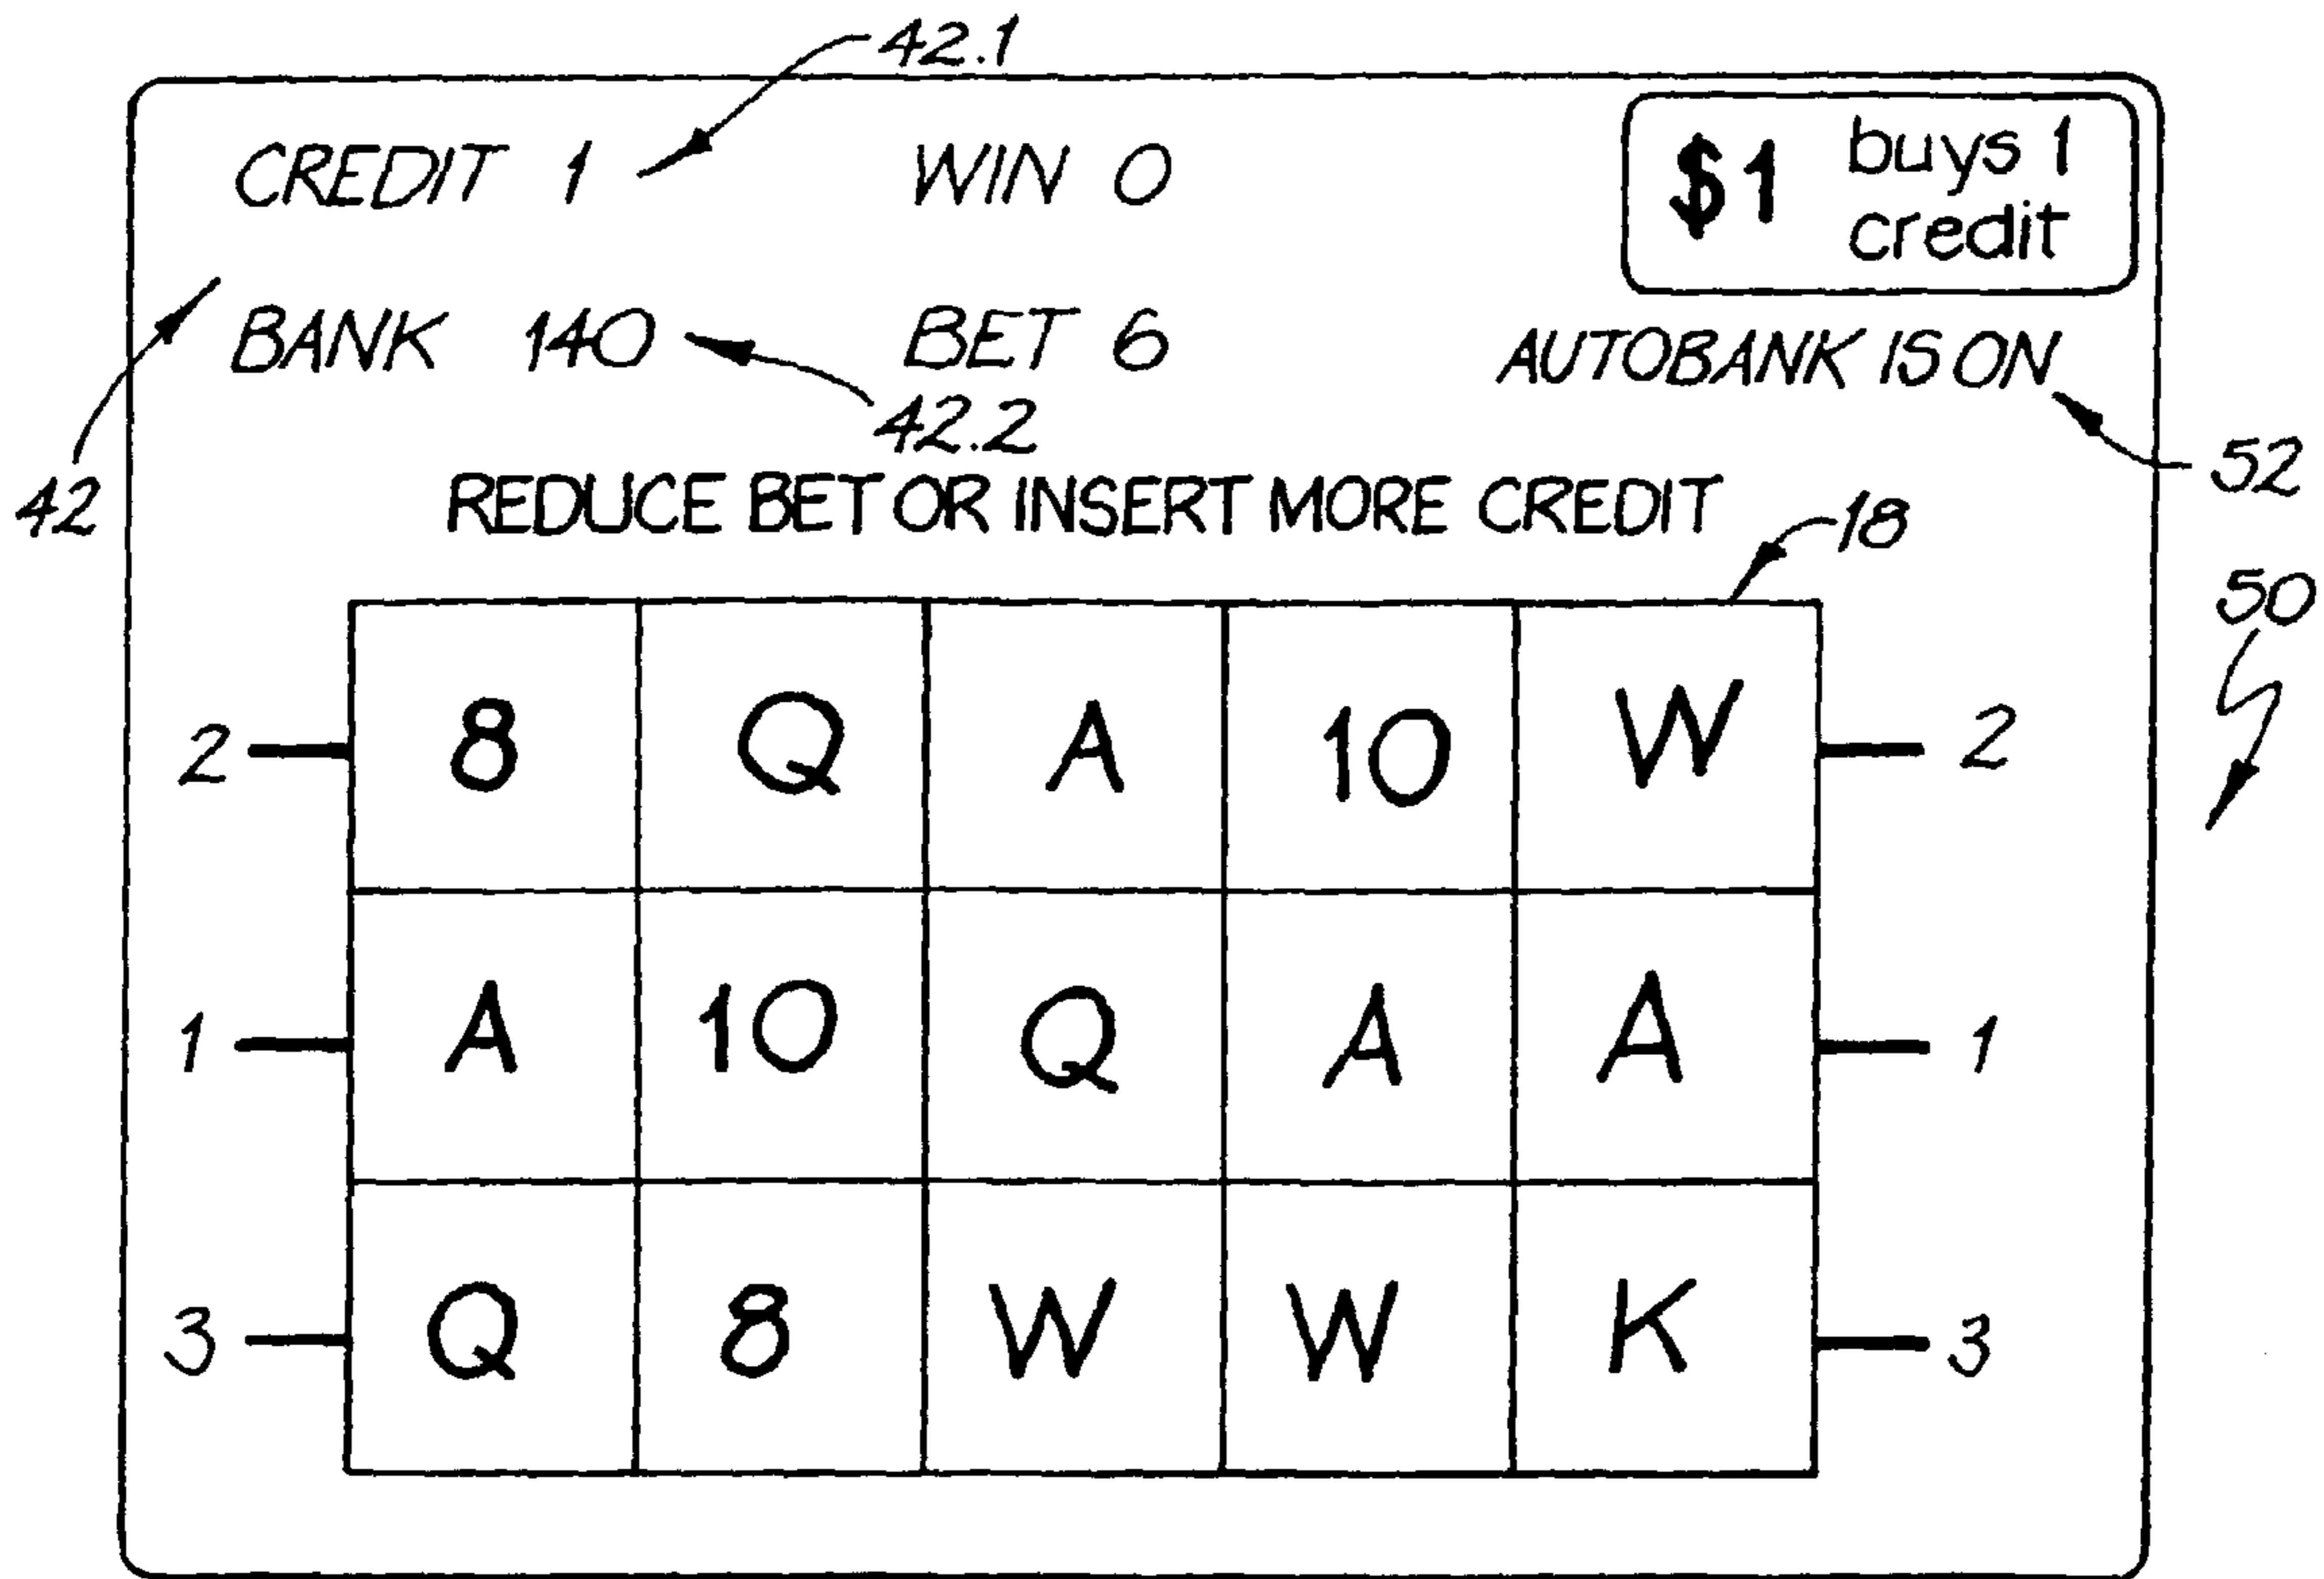 42.1
CREDIT 1 WIN 0 $1 buys 1
credit
BANK 140 BET 6 AUTOBANK IS ON
42.2
42 REDUCE BET OR INSERT MORE CREDIT 52
18
50
2 8 Q A 10 W 2
1 A 10 Q A A 1
3 Q 8 W W K 3